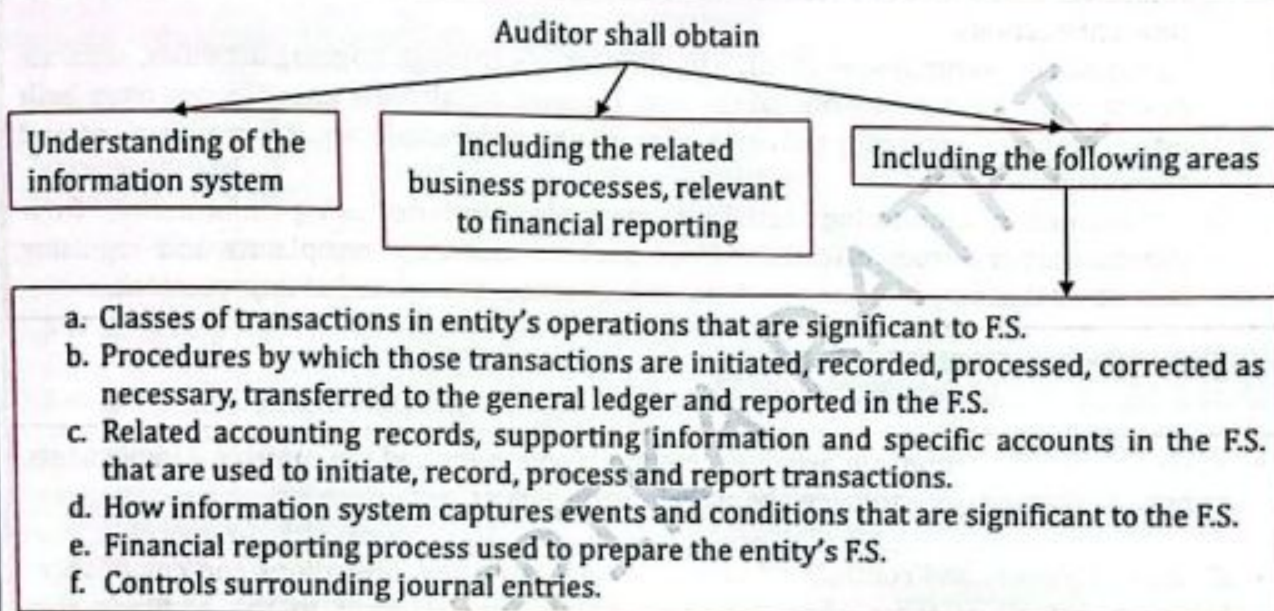 Auditor shall obtain
Understanding of the
information system
Including the related
business processes, relevant
to financial reporting
Including the following areas
a. Classes of transactions in entity's operations that are significant to F.S.
b. Procedures by which those transactions are initiated, recorded, processed, corrected as
necessary, transferred to the general ledger and reported in the F.S.
c. Related accounting records, supporting information and specific accounts in the F.S.
that are used to initiate, record, process and report transactions.
d. How information system captures events and conditions that are significant to the F.S.
e. Financial reporting process used to prepare the entity's F.S.
f. Controls surrounding journal entries.